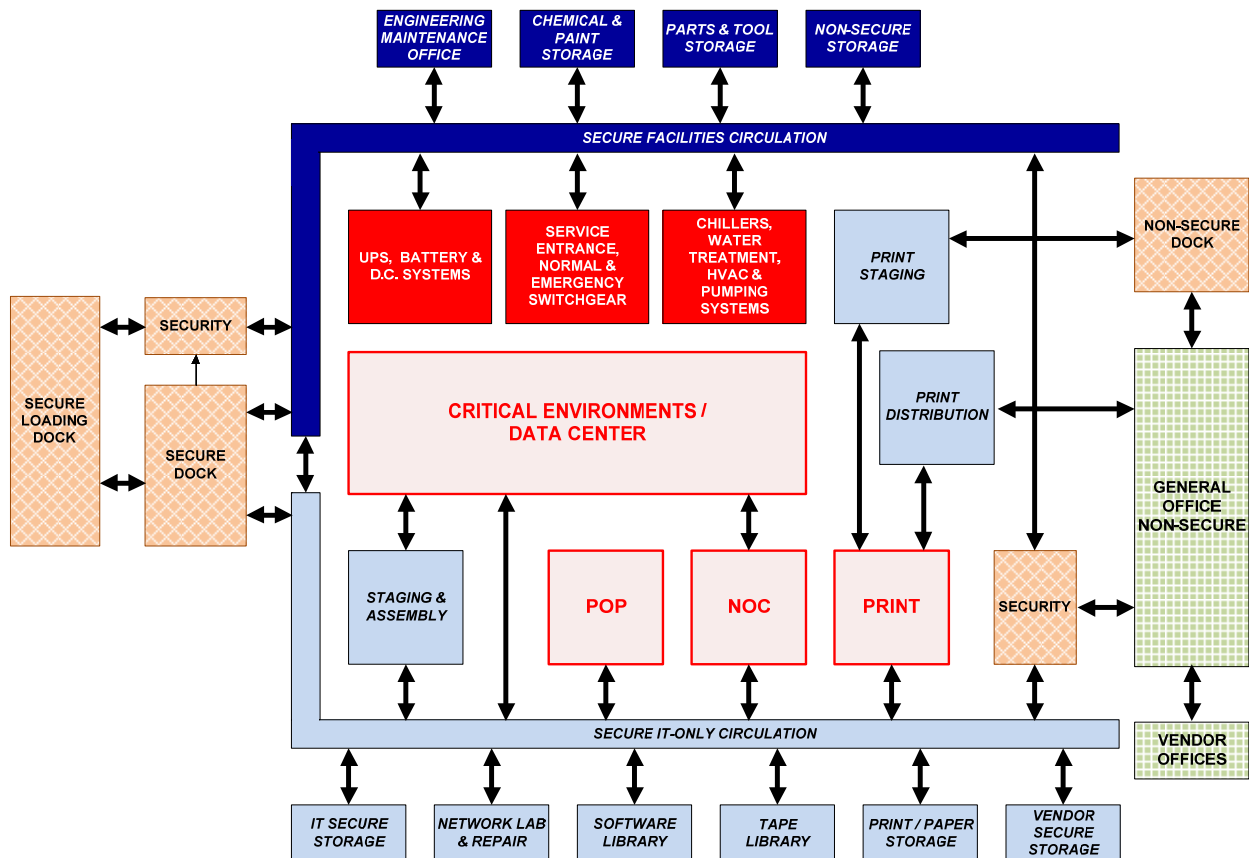 ENGINEERING
MAINTENANCE
OFFICE
CHEMICAL &
PAINT
STORAGE
PARTS & TOOL
STORAGE
NON-SECURE
STORAGE
SECURE FACILITIES CIRCULATION
UPS, BATTERY &
D.C. SYSTEMS
SERVICE
ENTRANCE,
NORMAL &
EMERGENCY
SWITCHGEAR
CHILLERS,
WATER
TREATMENT,
HVAC &
PUMPING
SYSTEMS
PRINT
STAGING
NON-SECURE
DOCK
SECURITY
SECURE
LOADING
DOCK
SECURE
DOCK
CRITICAL ENVIRONMENTS /
DATA CENTER
PRINT
DISTRIBUTION
GENERAL
OFFICE
NON-SECURE
STAGING &
ASSEMBLY
POP
NOC
PRINT
SECURITY
SECURE IT-ONLY CIRCULATION
VENDOR
OFFICES
IT SECURE
STORAGE
NETWORK LAB
& REPAIR
SOFTWARE
LIBRARY
TAPE
LIBRARY
PRINT / PAPER
STORAGE
VENDOR
SECURE
STORAGE